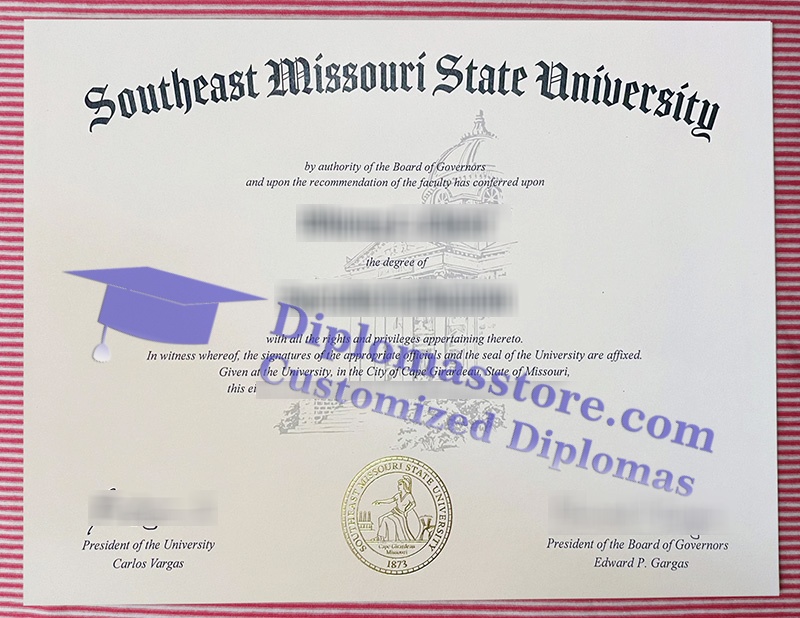 Southeast Missouri State University
by authority of the Board of Governors
and upon the recommendation of the faculty has conferred upon
the degree of
with all the rights and privileges appertaining thereto.
In witness whereof, the signatures of the appropriate officials and the seal of the University are affixed.
Given at the University, in the City of Cape Girardeau, State of Missouri,
this ei
Diplomasstore.com
Customized Diplomas
SOUTHEAST MISSOURI STATE UNIVERSITY
Cape Girardeau
Missouri
1873
President of the University
Carlos Vargas
President of the Board of Governors
Edward P. Gargas